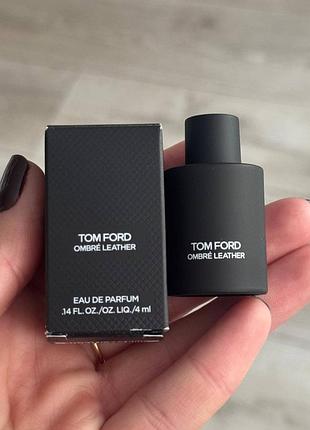 TOM FORD
OMBRÉ LEATHER
EAU DE PARFUM
.14 FL. OZ./OZ. LIQ./4 ml
TOM FORD
OMBRÉ LEATHER